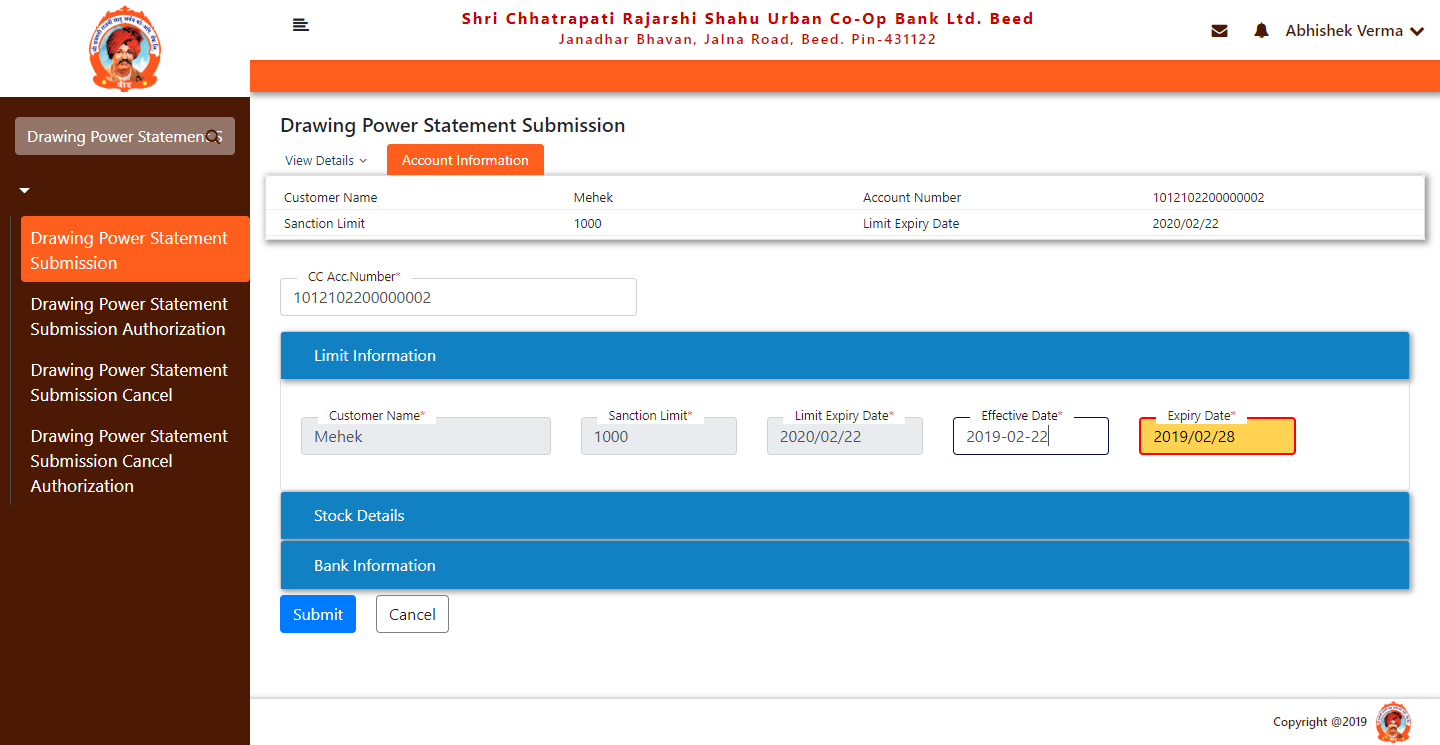 Shri Chhatrapati Rajarshi Shahu Urban Co-Op Bank Ltd. Beed
Janadhar Bhavan, Jalna Road, Beed. Pin-431122
Abhishek Verma
Drawing Power Statement
Drawing Power Statement Submission
View Details
Account Information
Customer Name Mehek Account Number 1012102200000002
Sanction Limit 1000 Limit Expiry Date 2020/02/22
Drawing Power Statement
Submission
Drawing Power Statement
Submission Authorization
Drawing Power Statement
Submission Cancel
Drawing Power Statement
Submission Cancel
Authorization
CC Acc.Number*
1012102200000002
Limit Information
Customer Name* Sanction Limit* Limit Expiry Date* Effective Date* Expiry Date*
Mehek 1000 2020/02/22 2019-02-22 2019/02/28
Stock Details
Bank Information
Submit Cancel
Copyright @2019